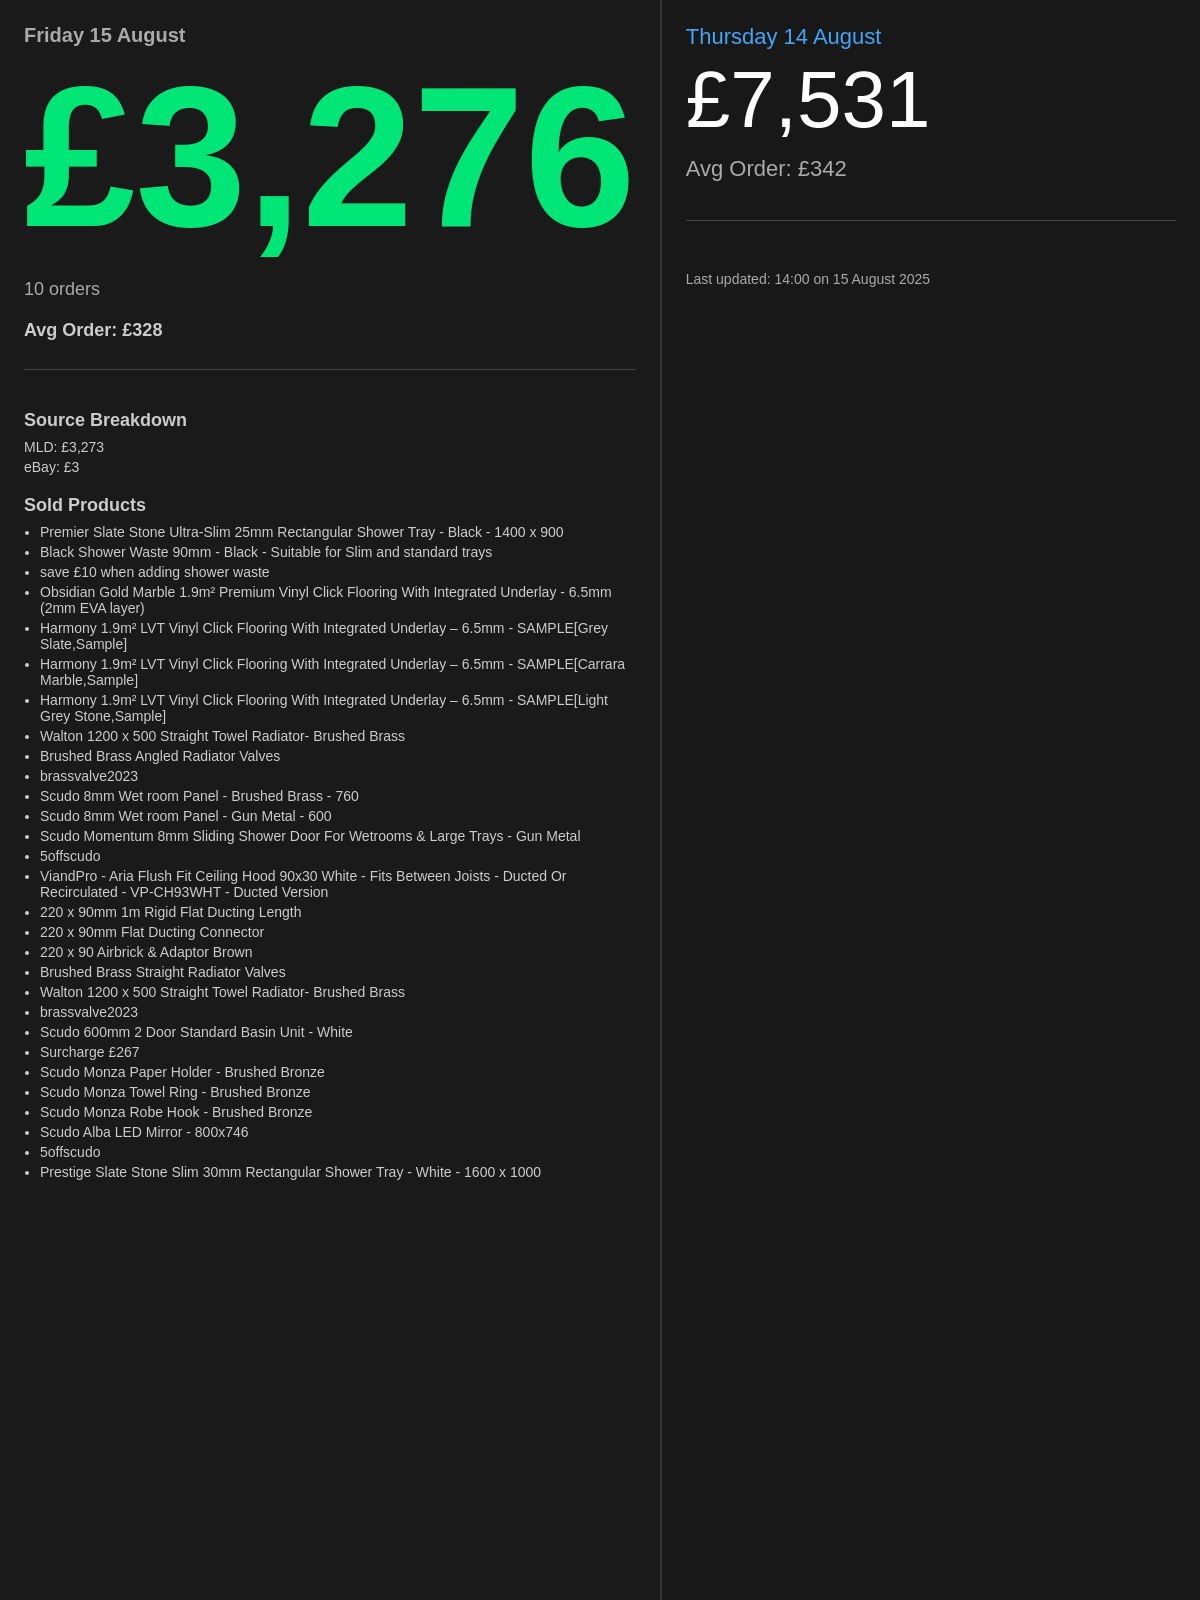 Friday 15 August
£3,276
10 orders
Avg Order: £328
Source Breakdown
MLD: £3,273
eBay: £3
Sold Products
• Premier Slate Stone Ultra-Slim 25mm Rectangular Shower Tray - Black - 1400 x 900
• Black Shower Waste 90mm - Black - Suitable for Slim and standard trays
• save £10 when adding shower waste
• Obsidian Gold Marble 1.9m² Premium Vinyl Click Flooring With Integrated Underlay - 6.5mm
(2mm EVA layer)
• Harmony 1.9m² LVT Vinyl Click Flooring With Integrated Underlay – 6.5mm - SAMPLE[Grey
Slate,Sample]
• Harmony 1.9m² LVT Vinyl Click Flooring With Integrated Underlay – 6.5mm - SAMPLE[Carrara
Marble,Sample]
• Harmony 1.9m² LVT Vinyl Click Flooring With Integrated Underlay – 6.5mm - SAMPLE[Light
Grey Stone,Sample]
• Walton 1200 x 500 Straight Towel Radiator- Brushed Brass
• Brushed Brass Angled Radiator Valves
• brassvalve2023
• Scudo 8mm Wet room Panel - Brushed Brass - 760
• Scudo 8mm Wet room Panel - Gun Metal - 600
• Scudo Momentum 8mm Sliding Shower Door For Wetrooms & Large Trays - Gun Metal
• 5offscudo
• ViandPro - Aria Flush Fit Ceiling Hood 90x30 White - Fits Between Joists - Ducted Or
Recirculated - VP-CH93WHT - Ducted Version
• 220 x 90mm 1m Rigid Flat Ducting Length
• 220 x 90mm Flat Ducting Connector
• 220 x 90 Airbrick & Adaptor Brown
• Brushed Brass Straight Radiator Valves
• Walton 1200 x 500 Straight Towel Radiator- Brushed Brass
• brassvalve2023
• Scudo 600mm 2 Door Standard Basin Unit - White
• Surcharge £267
• Scudo Monza Paper Holder - Brushed Bronze
• Scudo Monza Towel Ring - Brushed Bronze
• Scudo Monza Robe Hook - Brushed Bronze
• Scudo Alba LED Mirror - 800x746
• 5offscudo
• Prestige Slate Stone Slim 30mm Rectangular Shower Tray - White - 1600 x 1000
Thursday 14 August
£7,531
Avg Order: £342
Last updated: 14:00 on 15 August 2025